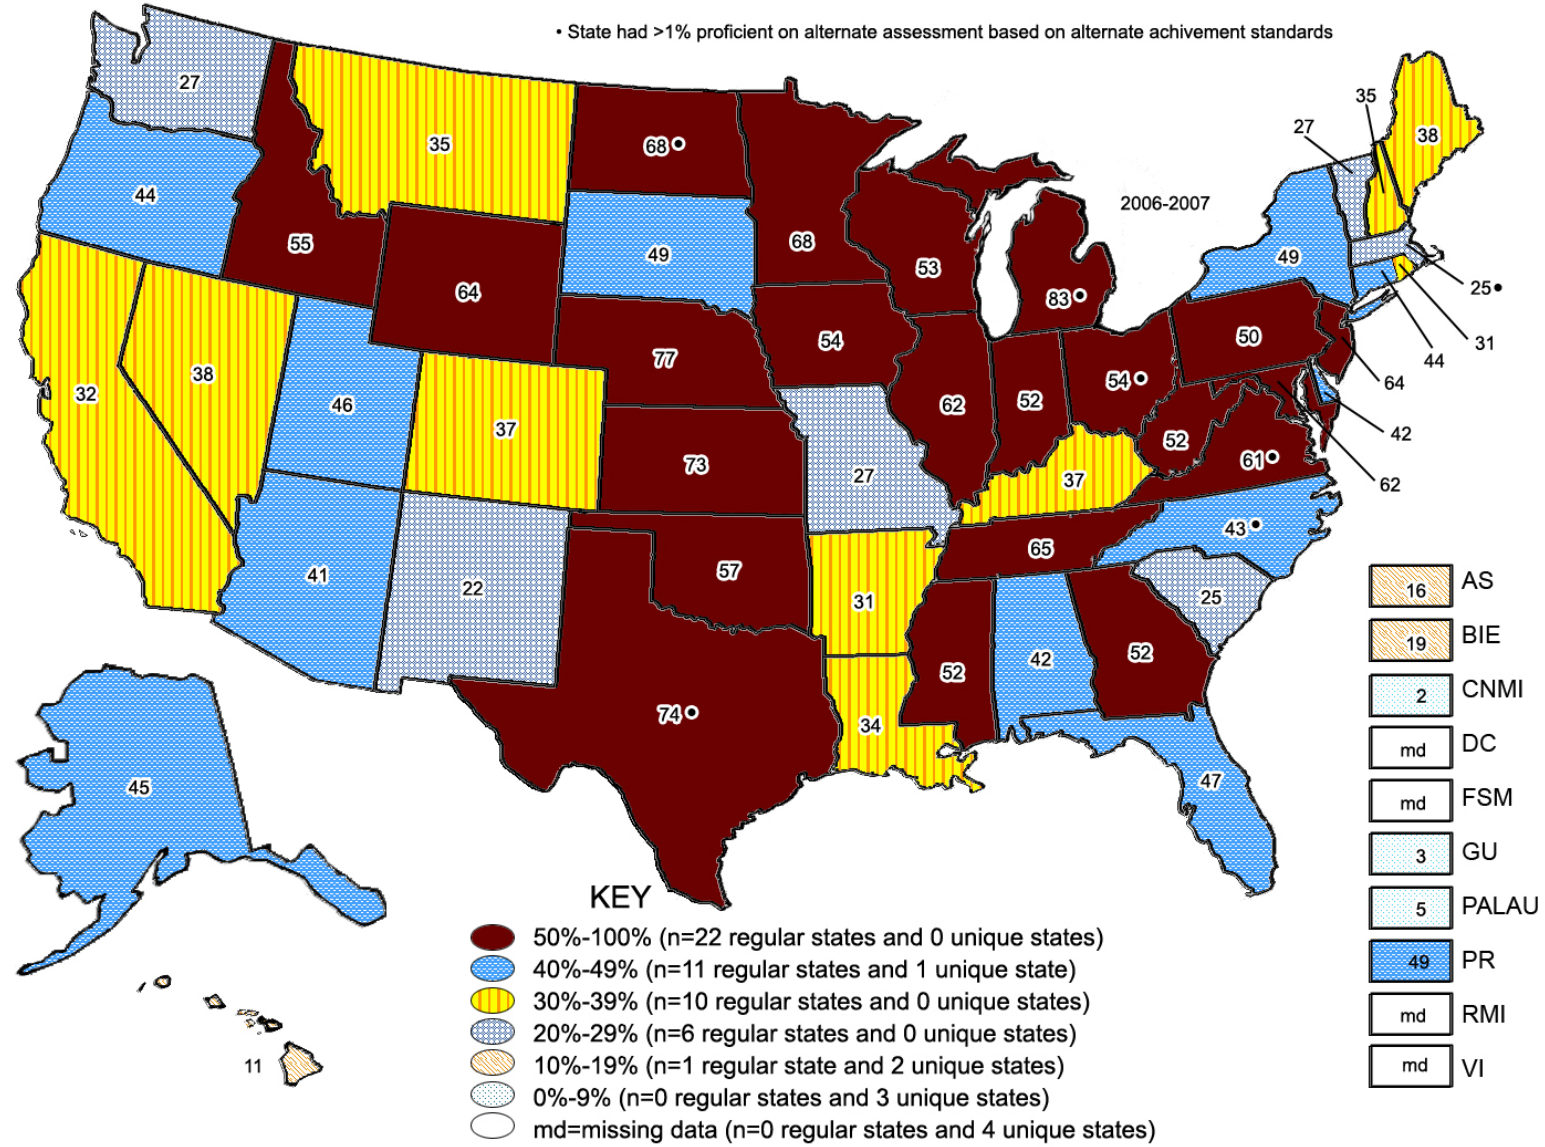 • State had >1% proficient on alternate assessment based on alternate achivement standards
27
35
68•
35
27
38
44
55
64
49
68
53
2006-2007
83•
49
25•
31
44
64
42
62
32
38
46
37
77
54
62
52
54•
50
52
61•
73
27
37
43•
41
22
57
31
65
25
52
42
52
74•
34
47
45
11
16 AS
19 BIE
2 CNMI
md DC
md FSM
3 GU
5 PALAU
49 PR
md RMI
md VI
KEY
50%-100% (n=22 regular states and 0 unique states)
40%-49% (n=11 regular states and 1 unique state)
30%-39% (n=10 regular states and 0 unique states)
20%-29% (n=6 regular states and 0 unique states)
10%-19% (n=1 regular state and 2 unique states)
0%-9% (n=0 regular states and 3 unique states)
md=missing data (n=0 regular states and 4 unique states)